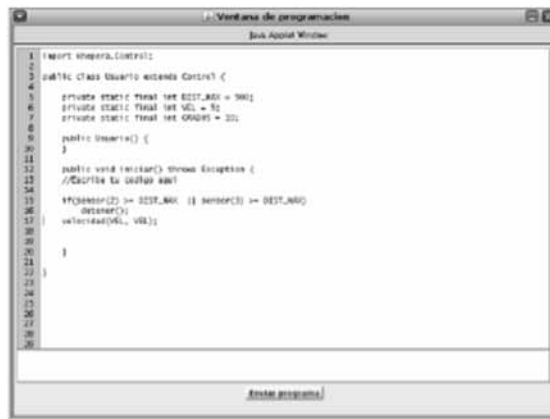 Ventana de programacion
Java Applet Window
1 import khepera.Control;
2
3 public class Usuario extends Control {
4
5 private static final int DIST_MAX = 900;
6 private static final int VEL = 5;
7 private static final int GRADOS = 10;
8
9 public Usuario() {
10 }
11
12 public void iniciar() throws Exception {
13 //Escribe tu codigo aqui
14
15 if(sensor(2) >= DIST_MAX || sensor(3) >= DIST_MAX)
16 detener();
17 velocidad(VEL, VEL);
18
19
20 }
21
22 }
23
24
25
26
27
28
29
Enviar programa